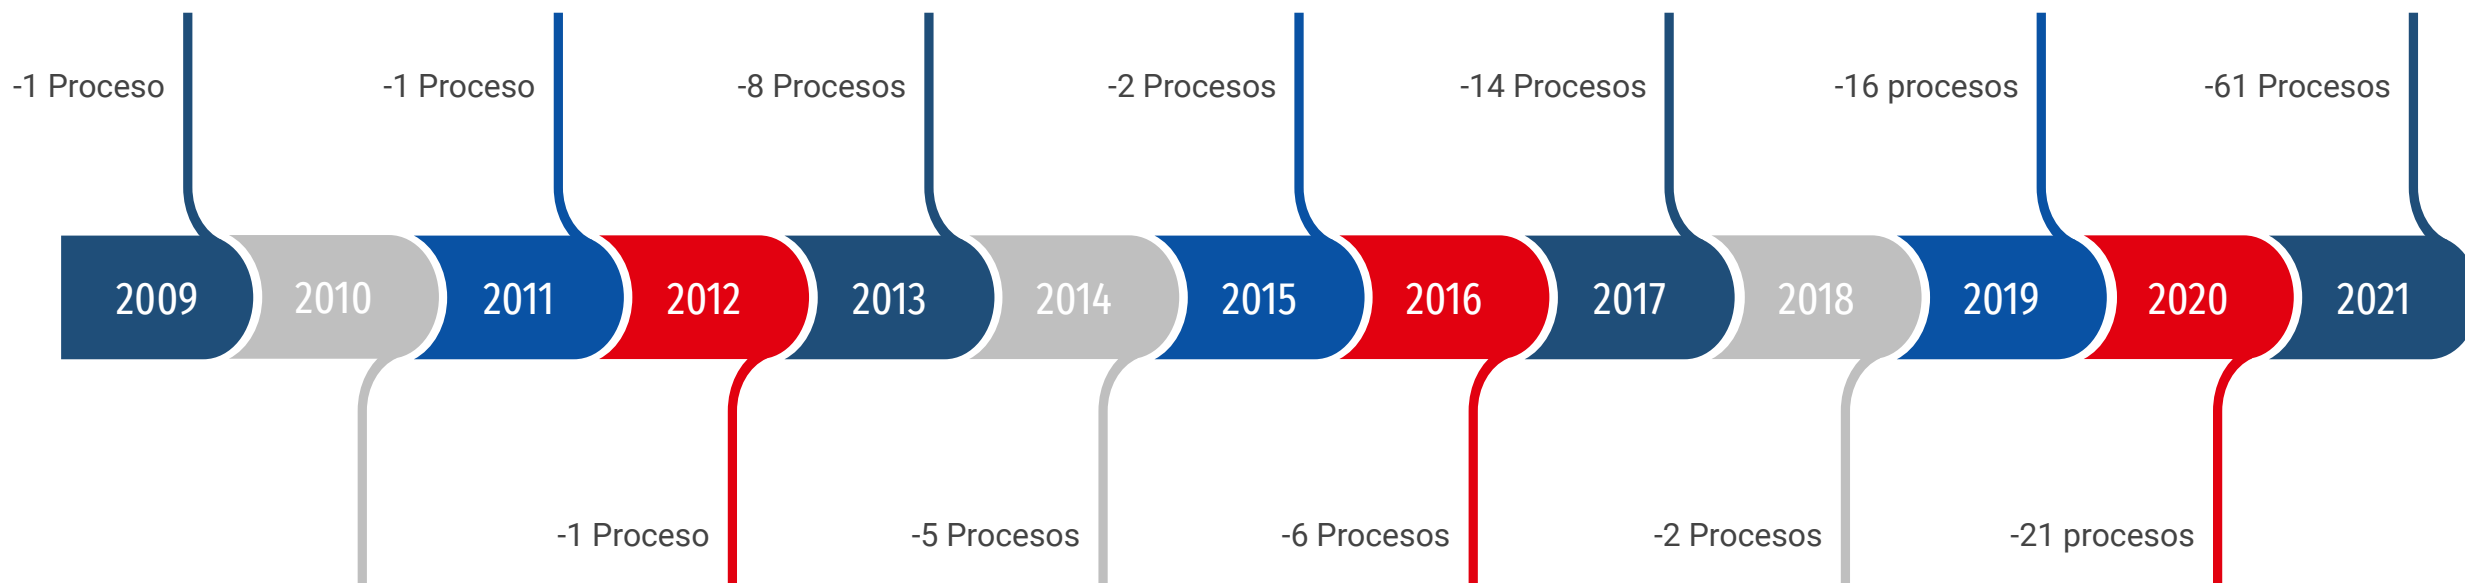 -1 Proceso
-1 Proceso
-8 Procesos
-2 Procesos
-14 Procesos
-16 procesos
-61 Procesos
2009
2010
2011
2012
2013
2014
2015
2016
2017
2018
2019
2020
2021
-1 Proceso
-5 Procesos
-6 Procesos
-2 Procesos
-21 procesos